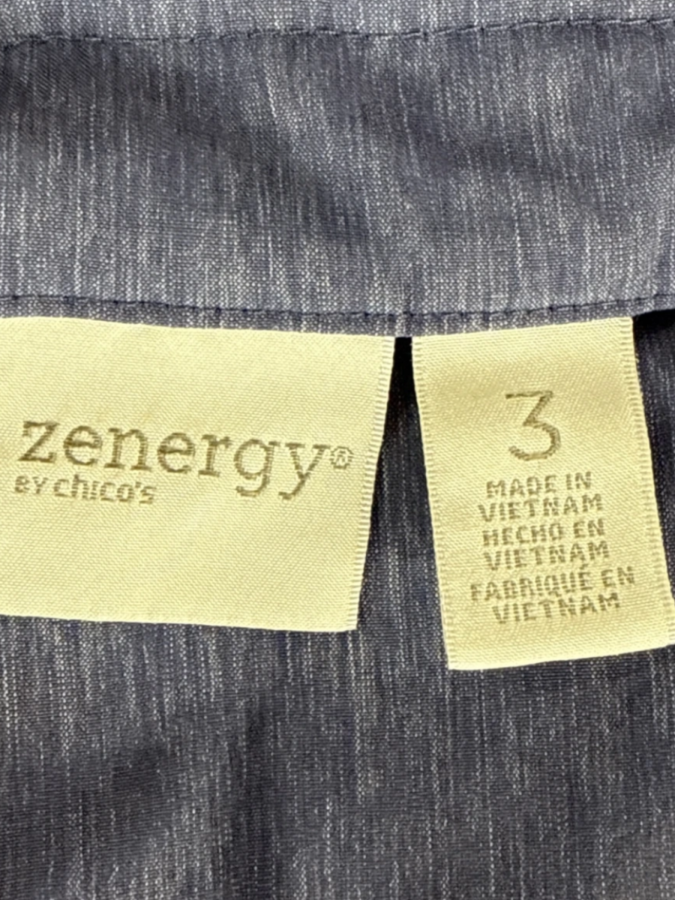 zenergy®
BY chico's
3
MADE IN
VIETNAM
HECHO EN
VIETNAM
FABRIQUÉ EN
VIETNAM